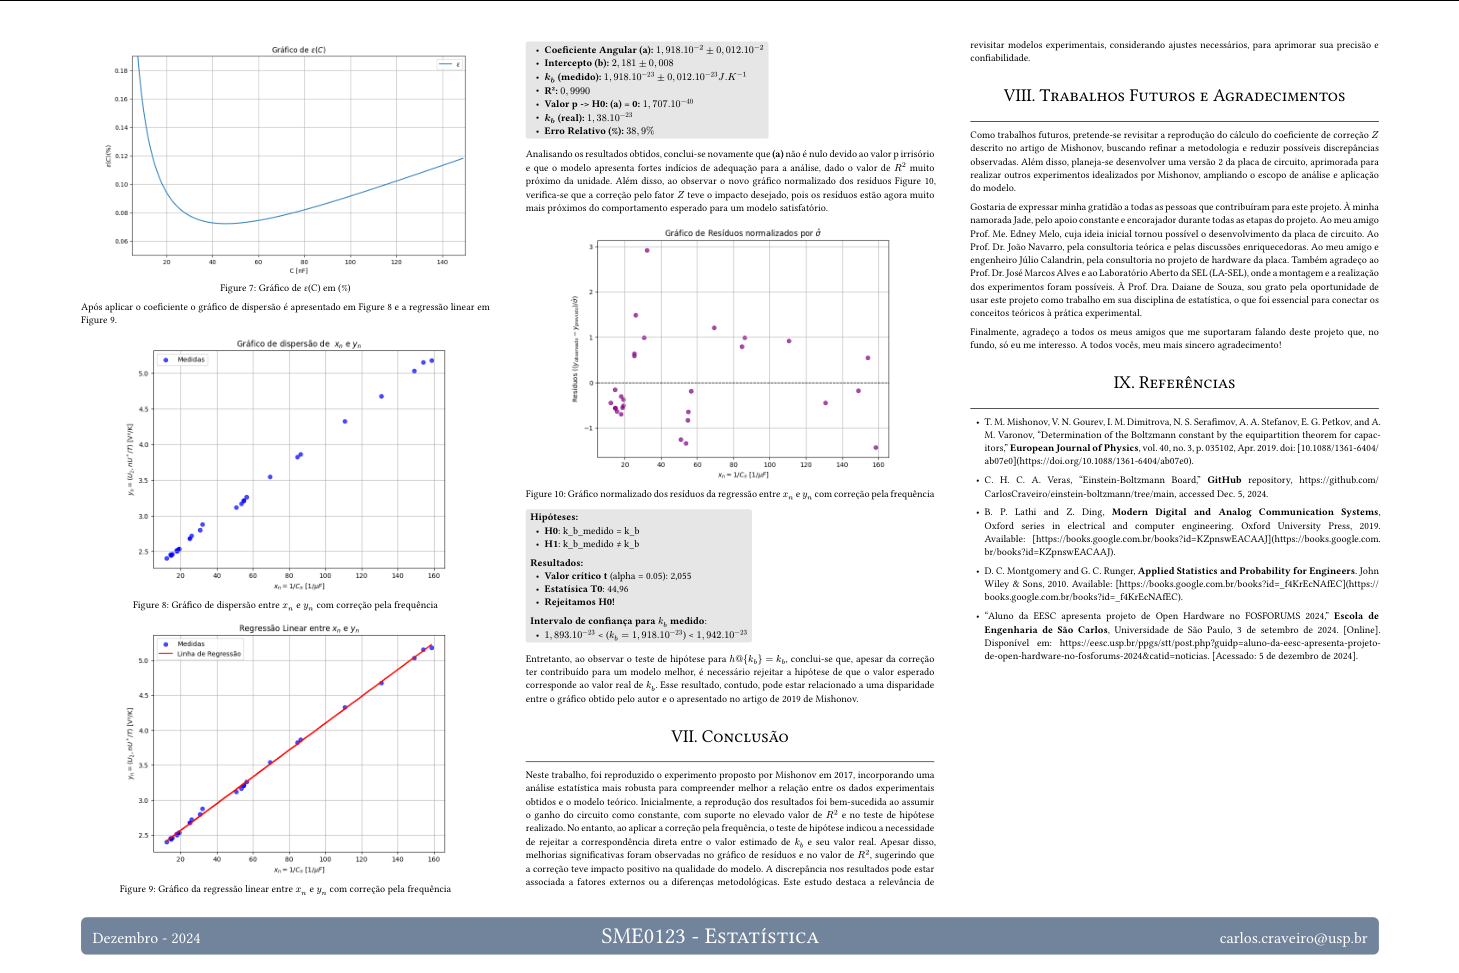 Gráfico de ε(C)
ε
0.18
0.16
0.14
0.12
0.10
0.08
0.06
ε(C)(%)
20 40 60 80 100 120 140
C [nF]
Figure 7: Gráfico de ε(C) em (%)
Após aplicar o coeficiente o gráfico de dispersão é apresentado em Figure 8 e a regressão linear em
Figure 9.
Gráfico de dispersão de xₙ e yₙ
Medidas
5.0
4.5
4.0
3.5
3.0
2.5
20 40 60 80 100 120 140 160
xₙ = 1/Cₙ [1/μF]
Figure 8: Gráfico de dispersão entre xₙ e yₙ com correção pela frequência
Regressão Linear entre xₙ e yₙ
Medidas
Linha de Regressão
5.0
4.5
4.0
3.5
3.0
2.5
20 40 60 80 100 120 140 160
xₙ = 1/Cₙ [1/μF]
Figure 9: Gráfico da regressão linear entre xₙ e yₙ com correção pela frequência
• Coeficiente Angular (a): 1,918.10⁻² ± 0,012.10⁻²
• Intercepto (b): 2,181 ± 0,008
• k_b (medido): 1,918.10⁻²³ ± 0,012.10⁻²³ J.K⁻¹
• R²: 0,9990
• Valor p -> H0: (a) = 0: 1,707.10⁻⁴⁰
• k_b (real): 1,38.10⁻²³
• Erro Relativo (%): 38,9%
Analisando os resultados obtidos, conclui-se novamente que (a) não é nulo devido ao valor p irrisório
e que o modelo apresenta fortes indícios de adequação para a análise, dado o valor de R² muito
próximo da unidade. Além disso, ao observar o novo gráfico normalizado dos resíduos Figure 10,
verifica-se que a correção pelo fator Z teve o impacto desejado, pois os resíduos estão agora muito
mais próximos do comportamento esperado para um modelo satisfatório.
Gráfico de Resíduos normalizados por σ̂
3
2
1
0
−1
20 40 60 80 100 120 140 160
xₙ = 1/Cₙ [1/μF]
Figure 10: Gráfico normalizado dos resíduos da regressão entre xₙ e yₙ com correção pela frequência
Hipóteses:
• H0: k_b_medido = k_b
• H1: k_b_medido ≠ k_b
Resultados:
• Valor crítico t (alpha = 0.05): 2,055
• Estatísica T0: 44,96
• Rejeitamos H0!
Intervalo de confiança para k_b medido:
• 1,893.10⁻²³ < (k_b = 1,918.10⁻²³) < 1,942.10⁻²³
Entretanto, ao observar o teste de hipótese para h@{k_b} = k_b, conclui-se que, apesar da correção
ter contribuído para um modelo melhor, é necessário rejeitar a hipótese de que o valor esperado
corresponde ao valor real de k_b. Esse resultado, contudo, pode estar relacionado a uma disparidade
entre o gráfico obtido pelo autor e o apresentado no artigo de 2019 de Mishonov.
VII. Conclusão
Neste trabalho, foi reproduzido o experimento proposto por Mishonov em 2017, incorporando uma
análise estatística mais robusta para compreender melhor a relação entre os dados experimentais
obtidos e o modelo teórico. Inicialmente, a reprodução dos resultados foi bem-sucedida ao assumir
o ganho do circuito como constante, com suporte no elevado valor de R² e no teste de hipótese
realizado. No entanto, ao aplicar a correção pela frequência, o teste de hipótese indicou a necessidade
de rejeitar a correspondência direta entre o valor estimado de k_b e seu valor real. Apesar disso,
melhorias significativas foram observadas no gráfico de resíduos e no valor de R², sugerindo que
a correção teve impacto positivo na qualidade do modelo. A discrepância nos resultados pode estar
associada a fatores externos ou a diferenças metodológicas. Este estudo destaca a relevância de
revisitar modelos experimentais, considerando ajustes necessários, para aprimorar sua precisão e
confiabilidade.
VIII. Trabalhos Futuros e Agradecimentos
Como trabalhos futuros, pretende-se revisitar a reprodução do cálculo do coeficiente de correção Z
descrito no artigo de Mishonov, buscando refinar a metodologia e reduzir possíveis discrepâncias
observadas. Além disso, planeja-se desenvolver uma versão 2 da placa de circuito, aprimorada para
realizar outros experimentos idealizados por Mishonov, ampliando o escopo de análise e aplicação
do modelo.
Gostaria de expressar minha gratidão a todas as pessoas que contribuíram para este projeto. À minha
namorada Jade, pelo apoio constante e encorajador durante todas as etapas do projeto. Ao meu amigo
Prof. Me. Edney Melo, cuja ideia inicial tornou possível o desenvolvimento da placa de circuito. Ao
Prof. Dr. João Navarro, pela consultoria teórica e pelas discussões enriquecedoras. Ao meu amigo e
engenheiro Júlio Calandrin, pela consultoria no projeto de hardware da placa. Também agradeço ao
Prof. Dr. José Marcos Alves e ao Laboratório Aberto da SEL (LA-SEL), onde a montagem e a realização
dos experimentos foram possíveis. À Prof. Dra. Daiane de Souza, sou grato pela oportunidade de
usar este projeto como trabalho em sua disciplina de estatística, o que foi essencial para conectar os
conceitos teóricos à prática experimental.
Finalmente, agradeço a todos os meus amigos que me suportaram falando deste projeto que, no
fundo, só eu me interesso. A todos vocês, meu mais sincero agradecimento!
IX. Referências
• T. M. Mishonov, V. N. Gourev, I. M. Dimitrova, N. S. Serafimov, A. A. Stefanov, E. G. Petkov, and A.
M. Varonov, “Determination of the Boltzmann constant by the equipartition theorem for capac-
itors,” European Journal of Physics, vol. 40, no. 3, p. 035102, Apr. 2019. doi: [10.1088/1361-6404/
ab07e0](https://doi.org/10.1088/1361-6404/ab07e0).
• C. H. C. A. Veras, “Einstein-Boltzmann Board,” GitHub repository, https://github.com/
CarlosCraveiro/einstein-boltzmann/tree/main, accessed Dec. 5, 2024.
• B. P. Lathi and Z. Ding, Modern Digital and Analog Communication Systems,
Oxford series in electrical and computer engineering. Oxford University Press, 2019.
Available: [https://books.google.com.br/books?id=KZpnswEACAAJ](https://books.google.com.
br/books?id=KZpnswEACAAJ).
• D. C. Montgomery and G. C. Runger, Applied Statistics and Probability for Engineers. John
Wiley & Sons, 2010. Available: [https://books.google.com.br/books?id=_f4KrEcNAfEC](https://
books.google.com.br/books?id=_f4KrEcNAfEC).
• “Aluno da EESC apresenta projeto de Open Hardware no FOSFORUMS 2024,” Escola de
Engenharia de São Carlos, Universidade de São Paulo, 3 de setembro de 2024. [Online].
Disponível em: https://eesc.usp.br/ppgs/stt/post.php?guidp=aluno-da-eesc-apresenta-projeto-
de-open-hardware-no-fosforums-2024&catid=noticias. [Acessado: 5 de dezembro de 2024].
Dezembro - 2024
SME0123 - Estatística
carlos.craveiro@usp.br